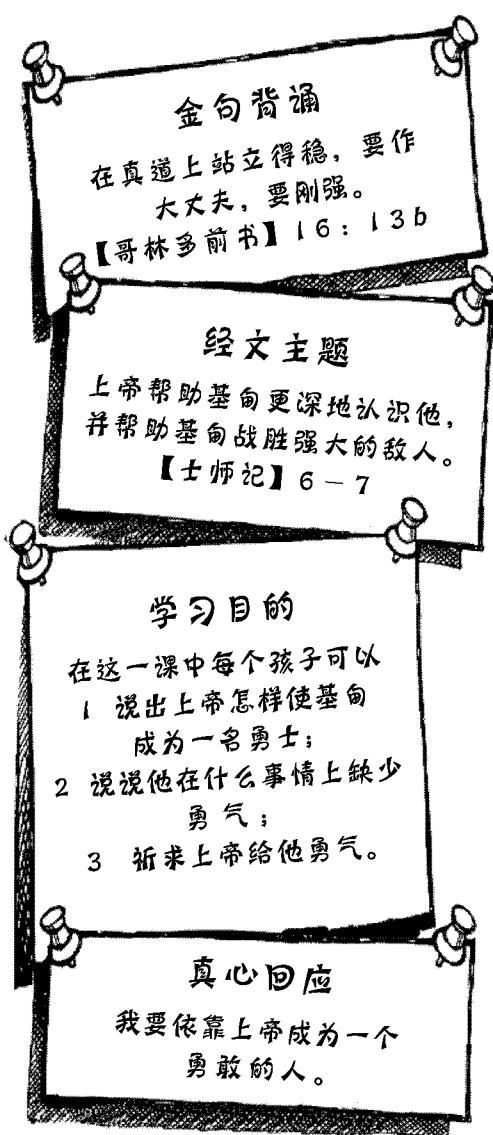 金句背诵
在真道上站立得稳，要作
大丈夫，要刚强。
【哥林多前书】16：13b
经文主题
上帝帮助基甸更深地认识他，
并帮助基甸战胜强大的敌人。
【士师记】6－7
学习目的
在这一课中每个孩子可以
1 说出上帝怎样使基甸
成为一名勇士；
2 说说他在什么事情上缺少
勇气；
3 祈求上帝给他勇气。
真心回应
我要依靠上帝成为一个
勇敢的人。